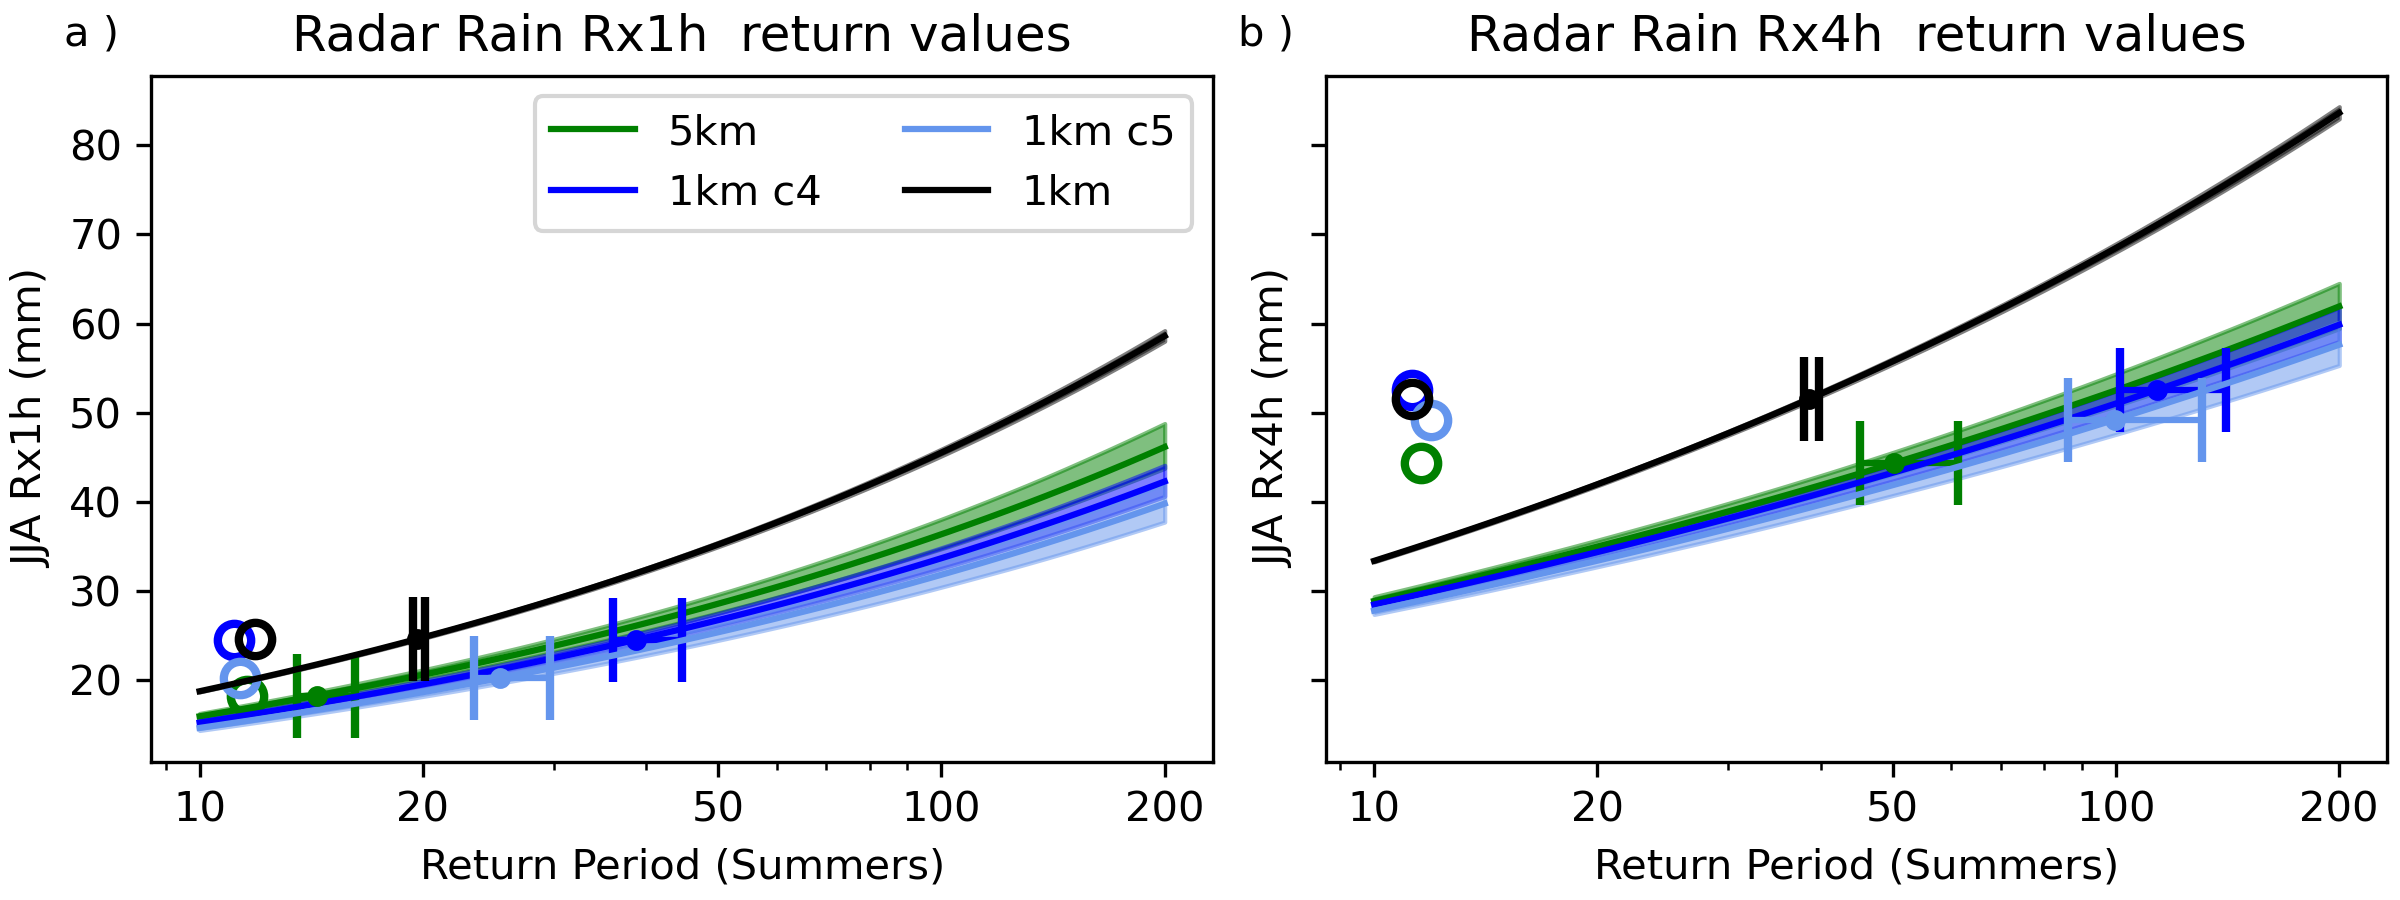 a )
Radar Rain Rx1h  return values
5km
1km c4
1km c5
1km
JJA Rx1h (mm)
80
70
60
50
40
30
20
10 20 50 100 200
Return Period (Summers)
b )
Radar Rain Rx4h  return values
JJA Rx4h (mm)
10 20 50 100 200
Return Period (Summers)